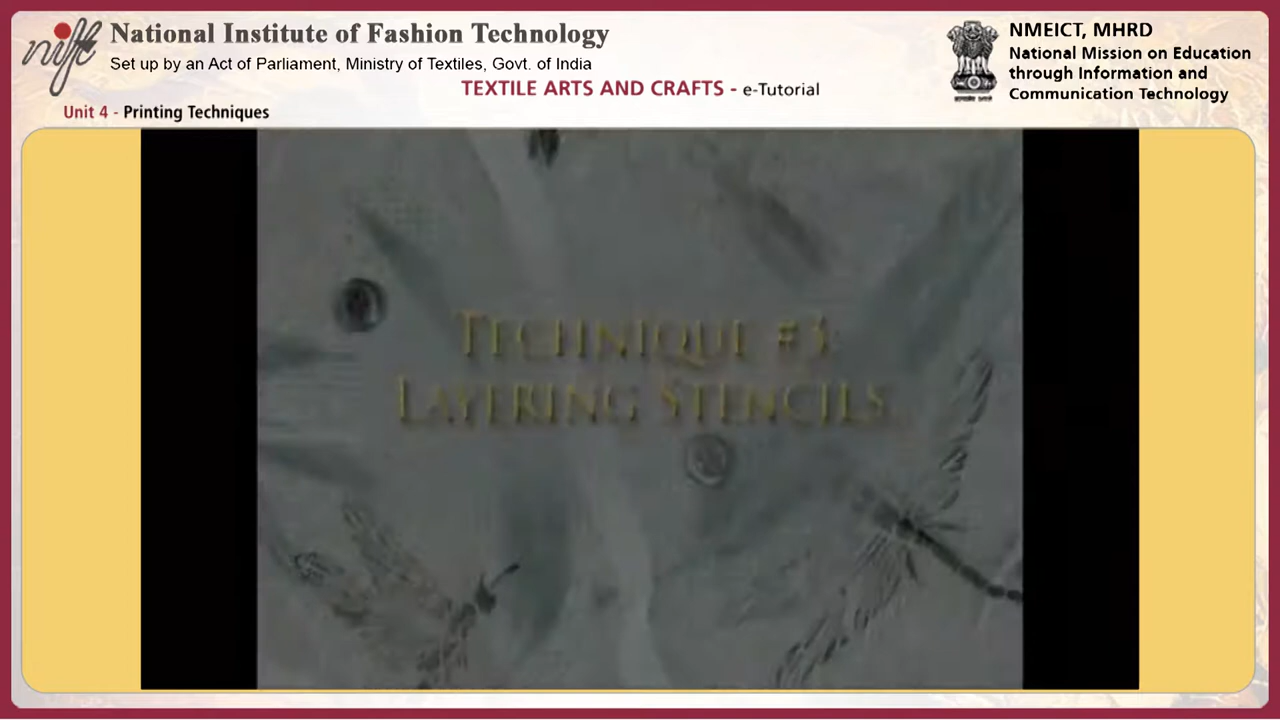 nift
National Institute of Fashion Technology
Set up by an Act of Parliament, Ministry of Textiles, Govt. of India
TEXTILE ARTS AND CRAFTS - e-Tutorial
Unit 4 - Printing Techniques
NMEICT, MHRD
National Mission on Education
through Information and
Communication Technology
TECHNIQUE #3:
LAYERING STENCILS